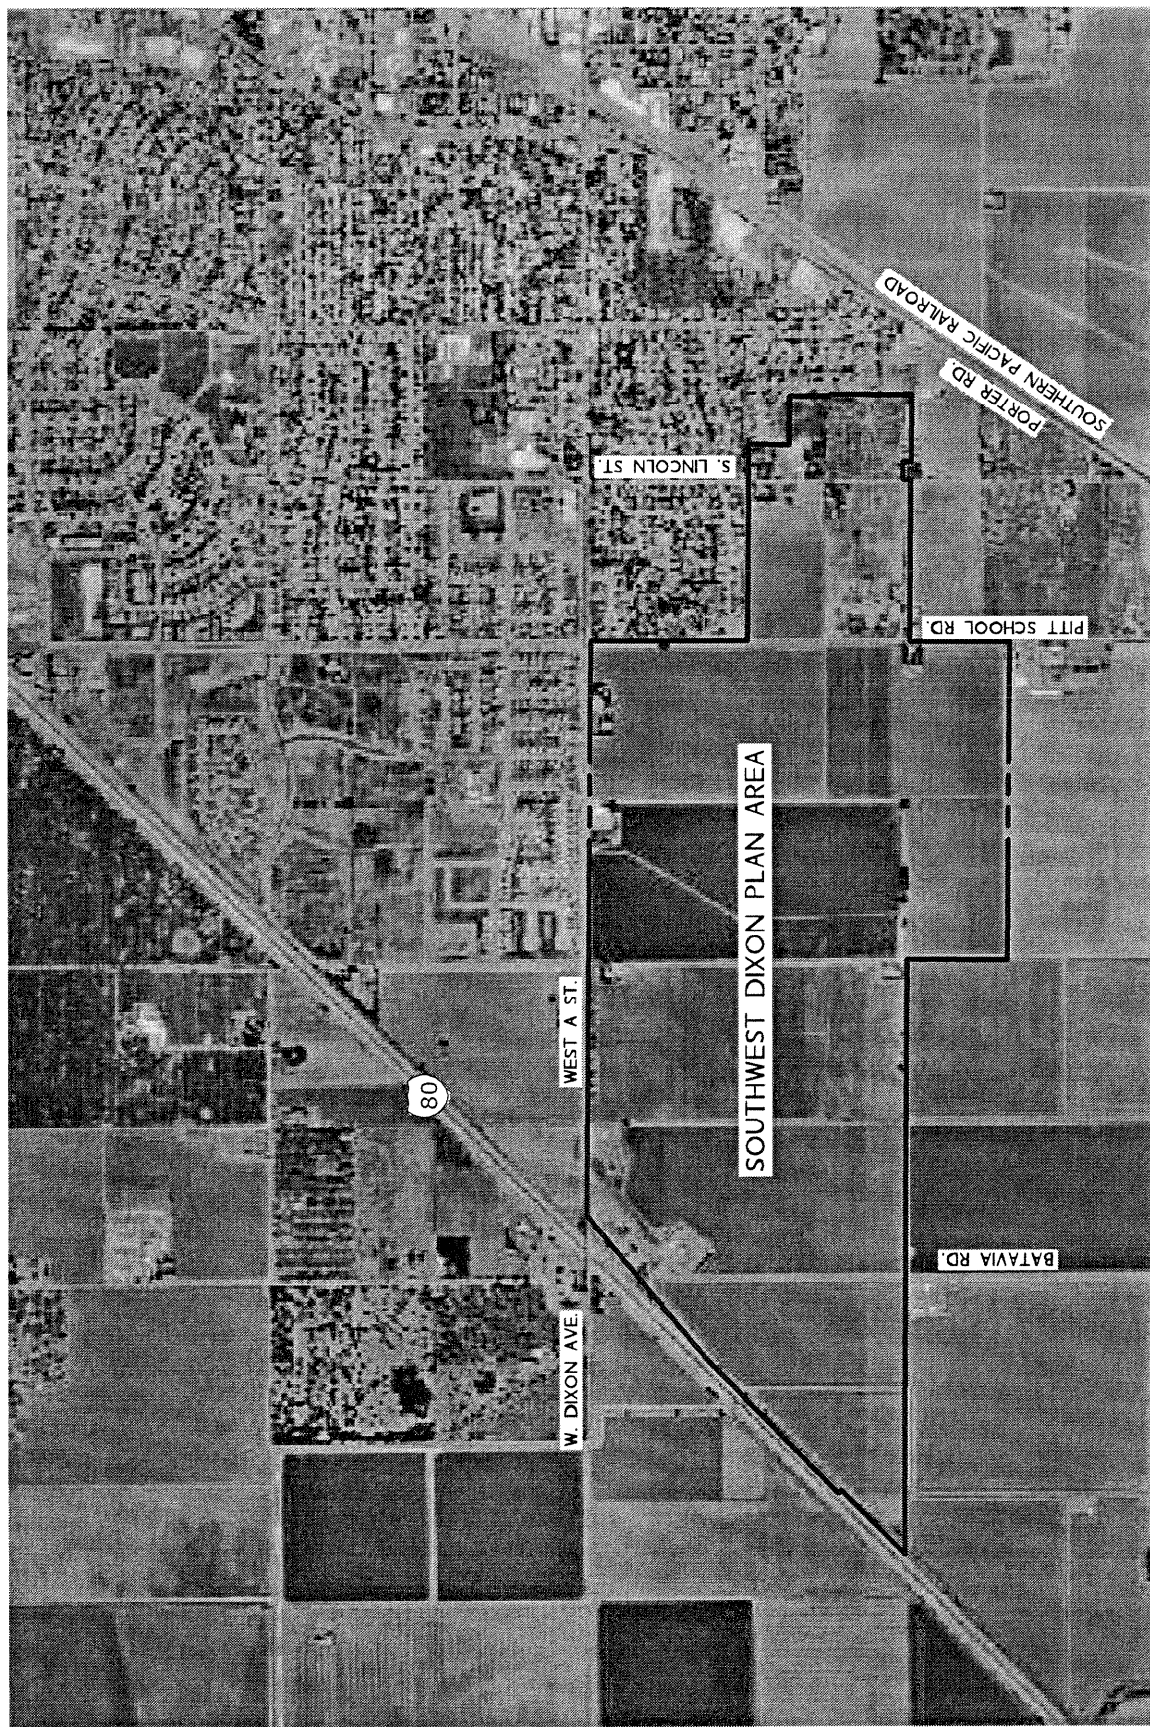 W. DIXON AVE.
WEST A ST.
80
S. LINCOLN ST.
SOUTHWEST DIXON PLAN AREA
BATAVIA RD.
PITT SCHOOL RD.
PORTER RD.
SOUTHERN PACIFIC RAILROAD